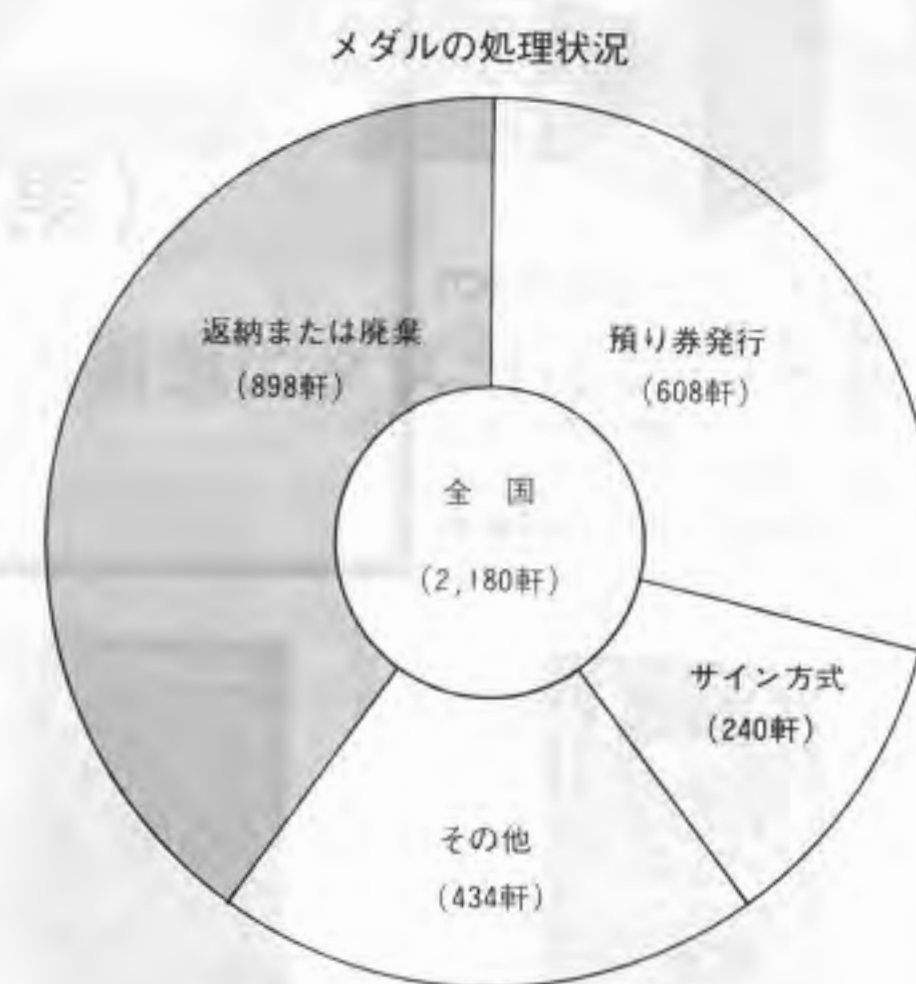 メダルの処理状況
預り券発行
(608軒)
サイン方式
(240軒)
その他
(434軒)
返納または廃棄
(898軒)
全 国
(2,180軒)